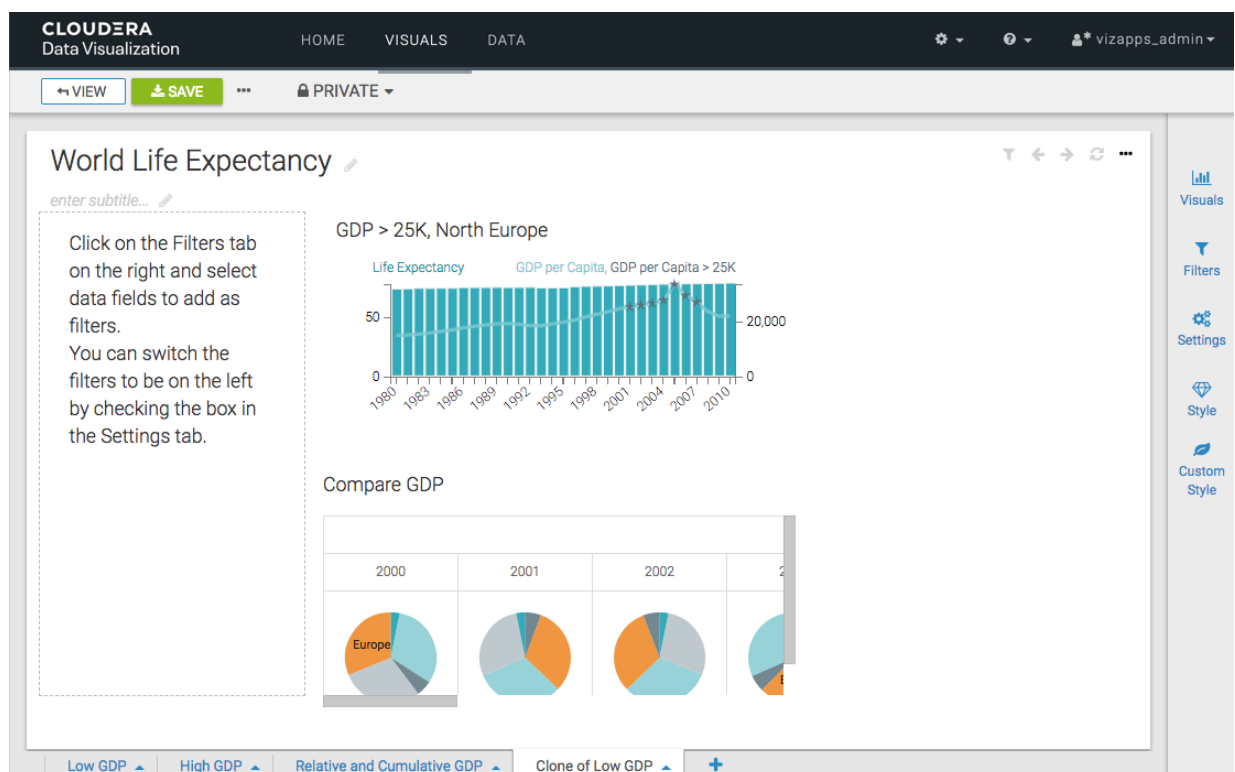 CLOUDΞRA
Data Visualization
HOME VISUALS DATA
vizapps_admin
VIEW SAVE PRIVATE
World Life Expectancy
enter subtitle...
Click on the Filters tab
on the right and select
data fields to add as
filters.
You can switch the
filters to be on the left
by checking the box in
the Settings tab.
GDP > 25K, North Europe
Life Expectancy GDP per Capita, GDP per Capita > 25K
50
20,000
0 0
1980 1983 1986 1989 1992 1995 1998 2001 2004 2007 2010
Compare GDP
2000 2001 2002
Europe
Visuals
Filters
Settings
Style
Custom
Style
Low GDP High GDP Relative and Cumulative GDP Clone of Low GDP